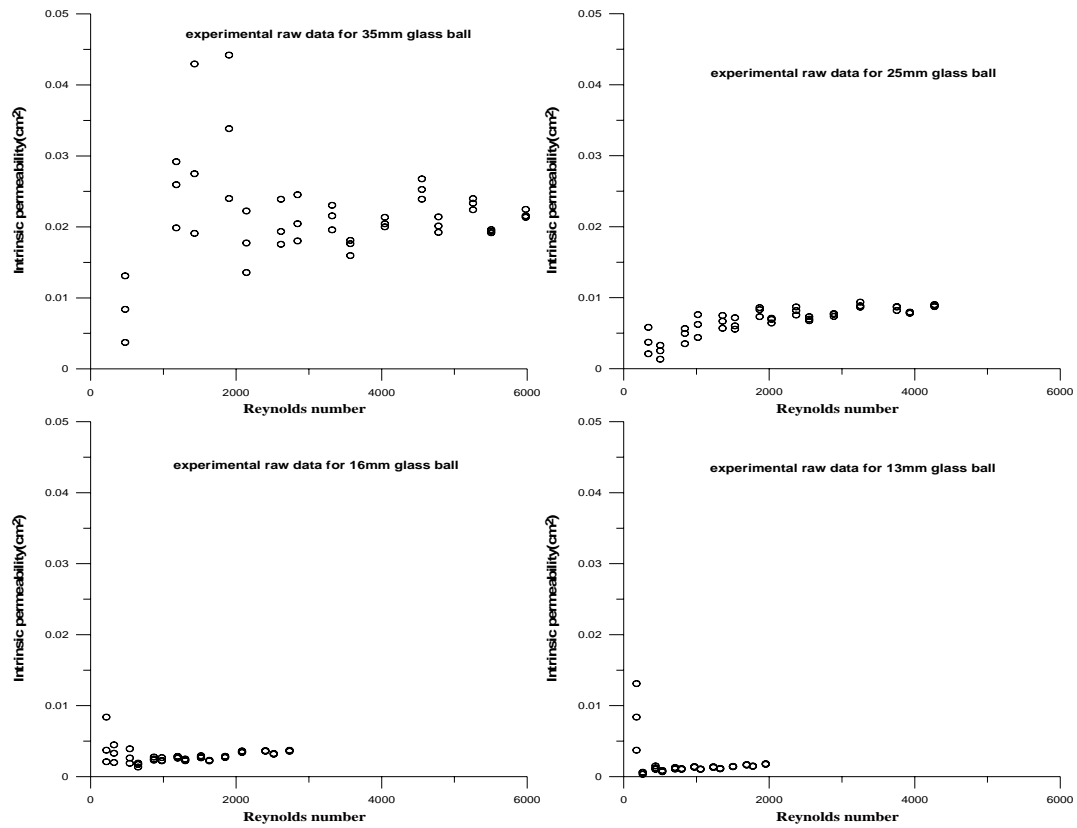 experimental raw data for 35mm glass ball
Intrinsic permeability(cm²)
0.05
0.04
0.03
0.02
0.01
0
0 2000 4000 6000
Reynolds number
experimental raw data for 25mm glass ball
Intrinsic permeability(cm²)
0.05
0.04
0.03
0.02
0.01
0
0 2000 4000 6000
Reynolds number
experimental raw data for 16mm glass ball
Intrinsic permeability(cm²)
0.05
0.04
0.03
0.02
0.01
0
0 2000 4000 6000
Reynolds number
experimental raw data for 13mm glass ball
Intrinsic permeability(cm²)
0.05
0.04
0.03
0.02
0.01
0
0 2000 4000 6000
Reynolds number